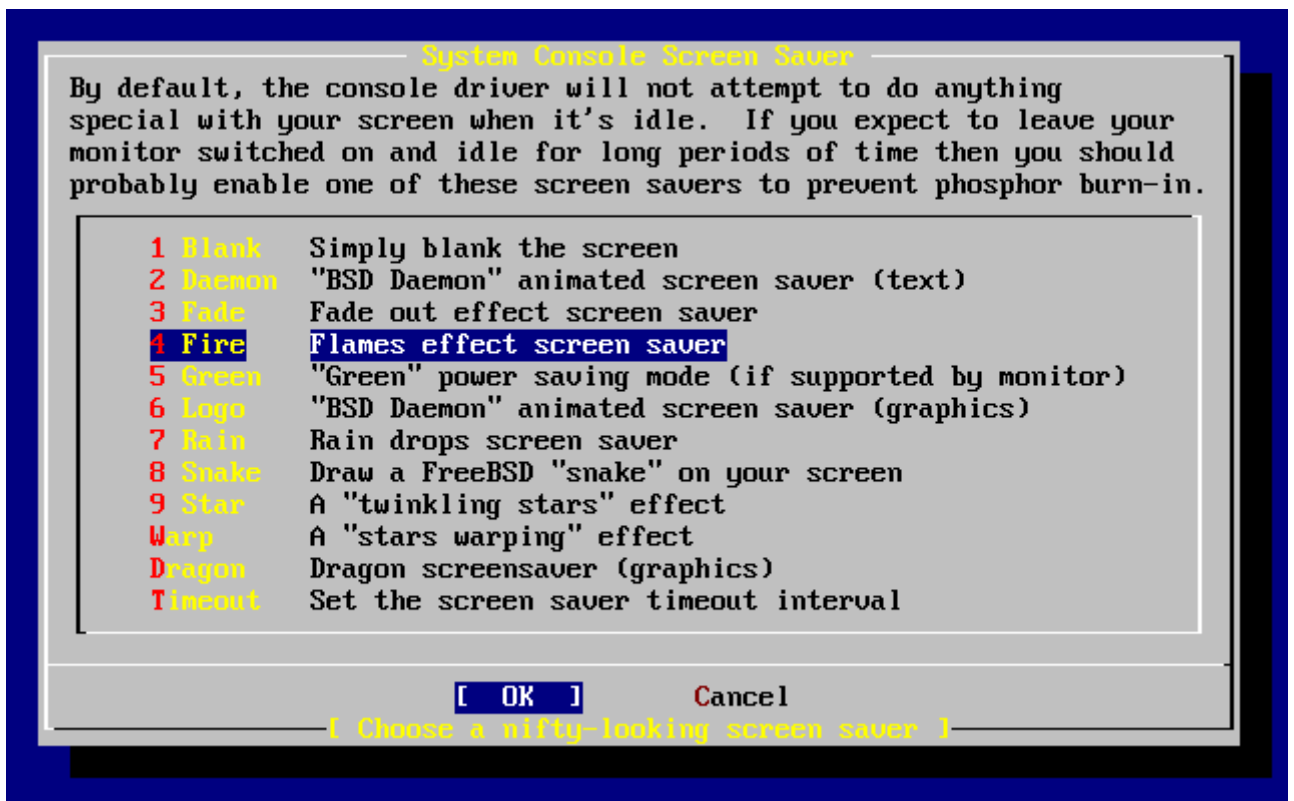 System Console Screen Saver
By default, the console driver will not attempt to do anything
special with your screen when it's idle.  If you expect to leave your
monitor switched on and idle for long periods of time then you should
probably enable one of these screen savers to prevent phosphor burn-in.
1 Blank Simply blank the screen
2 Daemon "BSD Daemon" animated screen saver (text)
3 Fade Fade out effect screen saver
4 Fire Flames effect screen saver
5 Green "Green" power saving mode (if supported by monitor)
6 Logo "BSD Daemon" animated screen saver (graphics)
7 Rain Rain drops screen saver
8 Snake Draw a FreeBSD "snake" on your screen
9 Star A "twinkling stars" effect
Warp A "stars warping" effect
Dragon Dragon screensaver (graphics)
Timeout Set the screen saver timeout interval
[ OK ] Cancel
[ Choose a nifty-looking screen saver ]